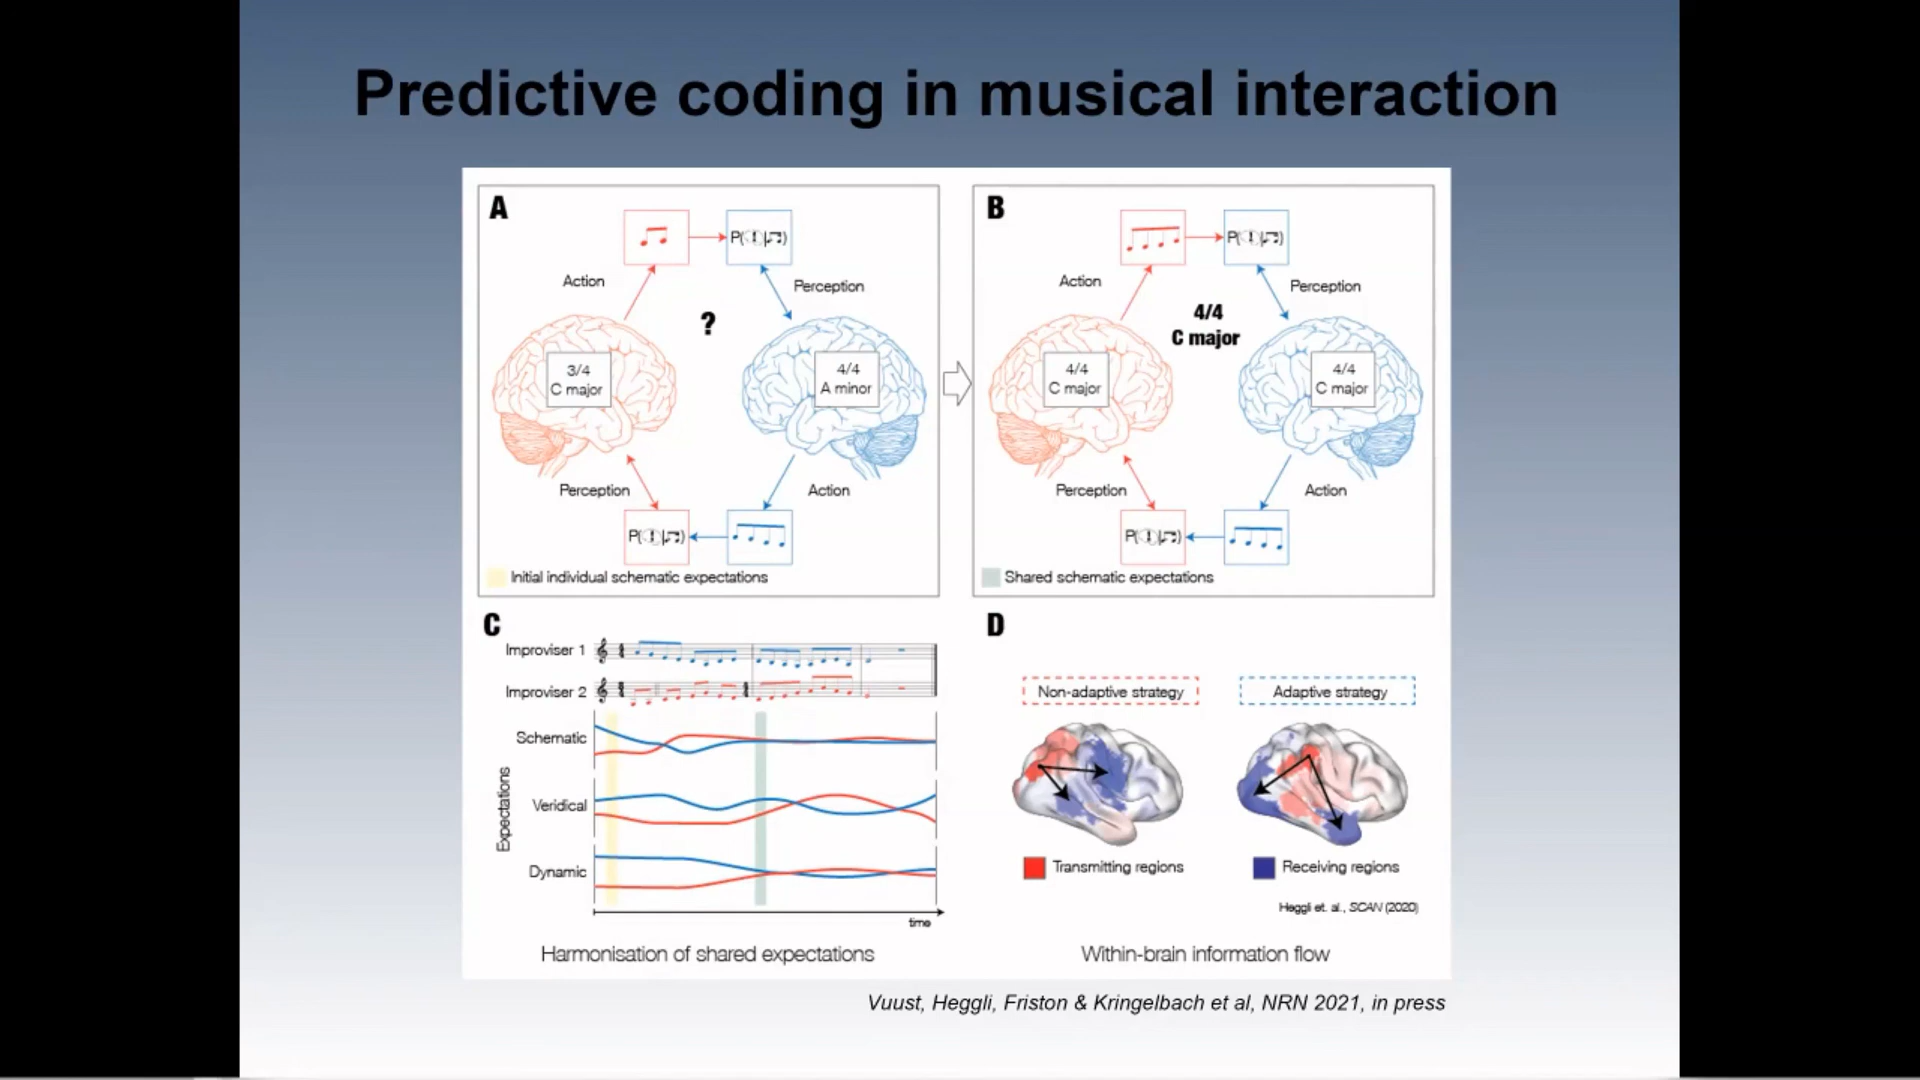 Predictive coding in musical interaction
A
Action
P( | )
Perception
?
3/4
C major
4/4
A minor
Perception
Action
P( | )
Initial individual schematic expectations
B
Action
P( | )
Perception
4/4
C major
4/4
C major
4/4
C major
Perception
Action
P( | )
Shared schematic expectations
C
Improviser 1
Improviser 2
Expectations
Schematic
Veridical
Dynamic
time
Harmonisation of shared expectations
D
Non-adaptive strategy
Adaptive strategy
Transmitting regions
Receiving regions
Heggli et. al., SCAN (2020)
Within-brain information flow
Vuust, Heggli, Friston & Kringelbach et al, NRN 2021, in press